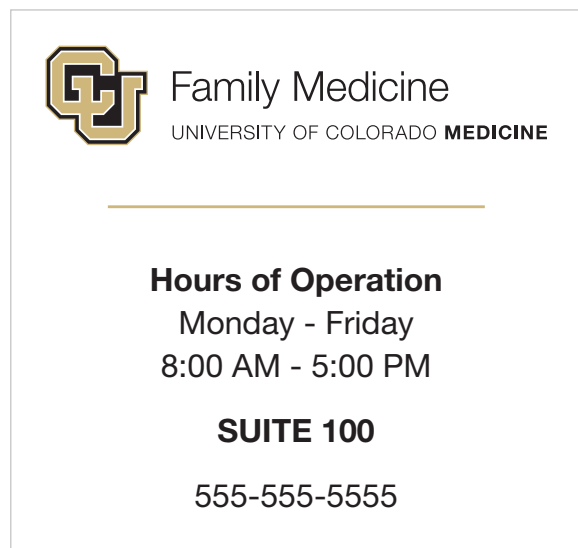 CU
Family Medicine
UNIVERSITY OF COLORADO MEDICINE
Hours of Operation
Monday - Friday
8:00 AM - 5:00 PM
SUITE 100
555-555-5555